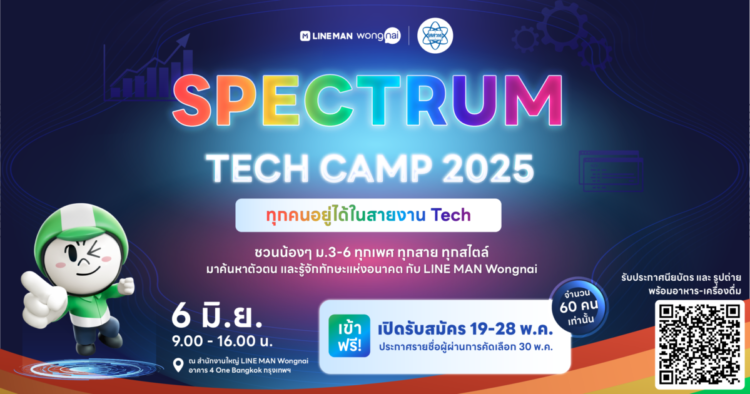 LINE MAN wongnai
SPECTRUM
TECH CAMP 2025
ทุกคนอยู่ได้ในสายงาน Tech
ชวนน้องๆ ม.3-6 ทุกเพศ ทุกสาย ทุกสไตล์
มาค้นหาตัวตน และรู้จักทักษะแห่งอนาคต กับ LINE MAN Wongnai
6 มิ.ย.
9.00 - 16.00 น.
ณ สำนักงานใหญ่ LINE MAN Wongnai
อาคาร 4 One Bangkok กรุงเทพฯ
เข้า
ฟรี!
เปิดรับสมัคร 19-28 พ.ค.
ประกาศรายชื่อผู้ผ่านการคัดเลือก 30 พ.ค.
จำนวน
60 คน
เท่านั้น
รับประกาศนียบัตร และ รูปถ่าย
พร้อมอาหาร-เครื่องดื่ม